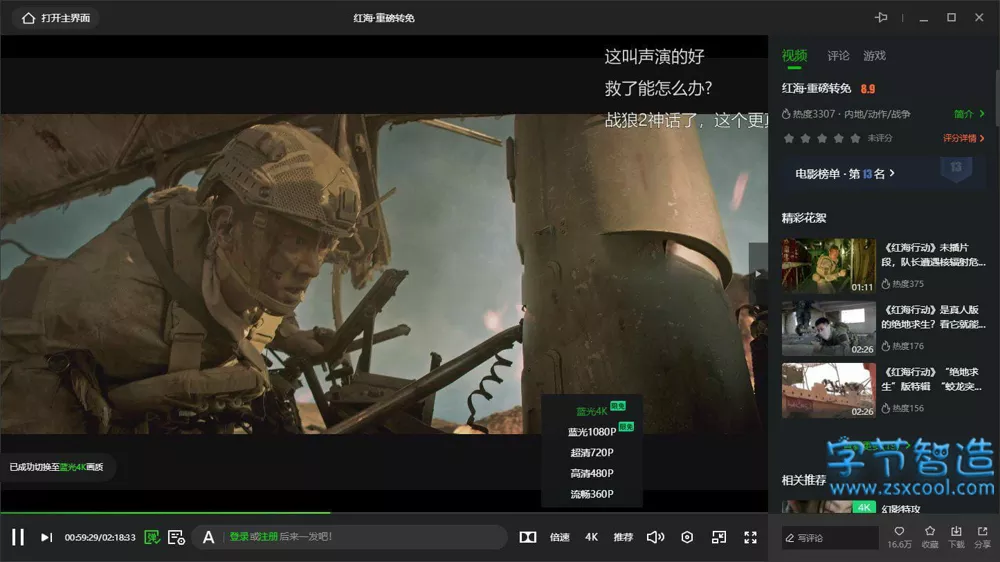 打开主界面
红海·重磅转免
这叫声演的好
救了能怎么办?
战狼2神话了，这个更真
蓝光4K 限免
蓝光1080P 限免
超清720P
高清480P
流畅360P
已成功切换至蓝光4K画质
00:59:29/02:18:33
弹
A
登录或注册后来一发吧!
倍速
4K
推荐
视频 评论 游戏
红海·重磅转免 8.9
热度3307 · 内地/动作/战争 简介
未评分 评分详情
电影榜单 · 第 13 名
13
精彩花絮
《红海行动》未播片
段，队长遭遇核辐射危...
01:11
热度375
《红海行动》是真人版
的绝地求生？看它就能...
02:26
热度176
《红海行动》“绝地求
生”版特辑 “蛟龙突...
02:26
热度156
字节智造
www.zsxcool.com
相关推荐
4K
幻影特攻
写评论
16.6万 收藏 下载 分享